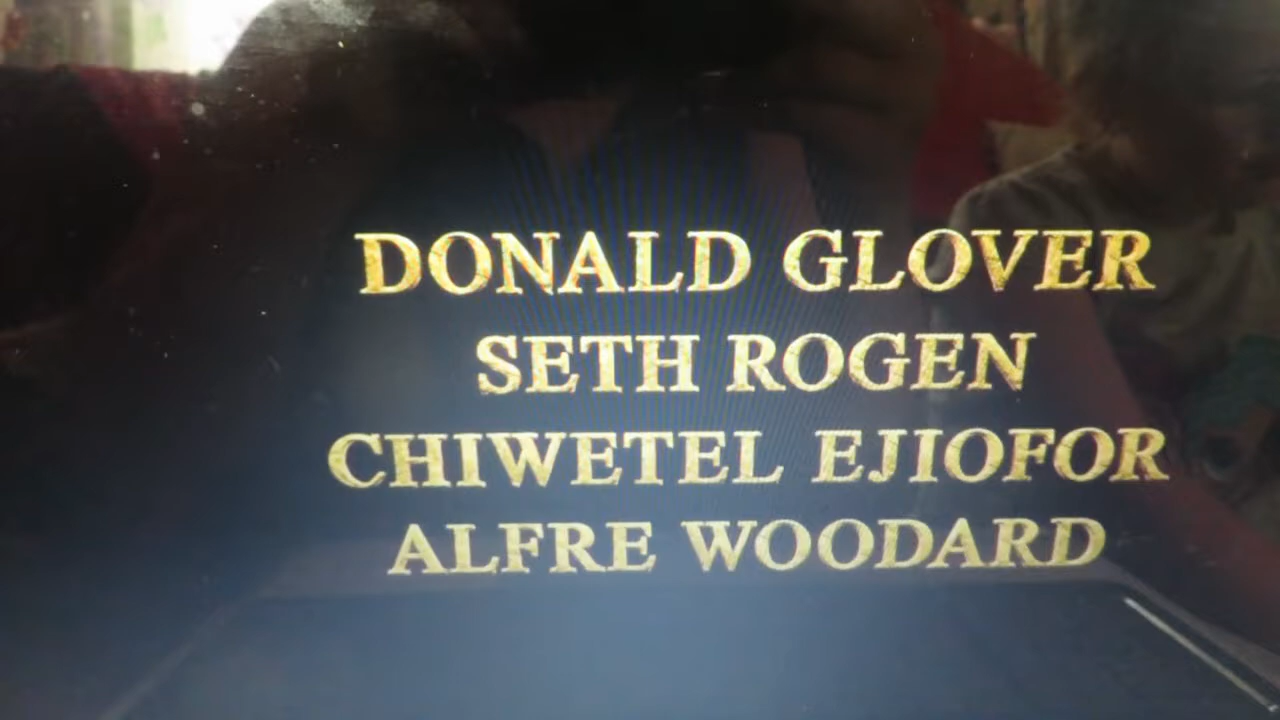 DONALD GLOVER
SETH ROGEN
CHIWETEL EJIOFOR
ALFRE WOODARD